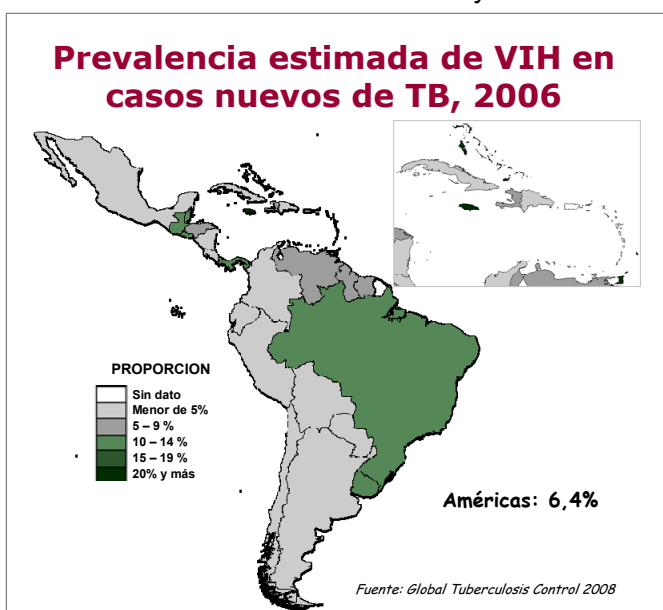 Prevalencia estimada de VIH en
casos nuevos de TB, 2006
PROPORCION
Sin dato
Menor de 5%
5 – 9 %
10 – 14 %
15 – 19 %
20% y más
Américas: 6,4%
Fuente: Global Tuberculosis Control 2008